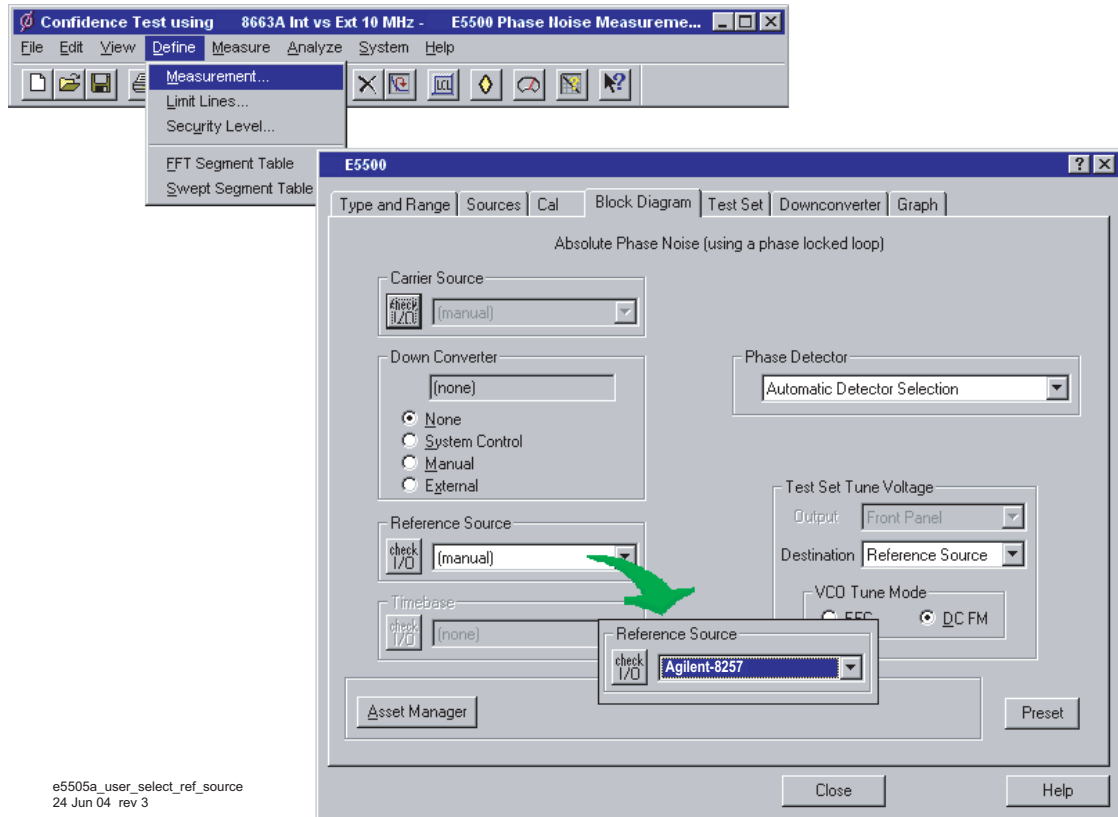 Confidence Test using 8663A Int vs Ext 10 MHz - E5500 Phase Noise Measureme...
File Edit View Define Measure Analyze System Help
Measurement...
Limit Lines...
Security Level...
FFT Segment Table
Swept Segment Table
E5500
Type and Range Sources Cal Block Diagram Test Set Downconverter Graph
Absolute Phase Noise (using a phase locked loop)
Carrier Source
check I/O (manual)
Down Converter
(none)
None
System Control
Manual
External
Phase Detector
Automatic Detector Selection
Reference Source
check I/O (manual)
Timebase
check I/O (none)
Test Set Tune Voltage
Output Front Panel
Destination Reference Source
VCO Tune Mode
DC FM
Reference Source
check I/O Agilent-8257
Asset Manager
Preset
Close Help
e5505a_user_select_ref_source
24 Jun 04 rev 3